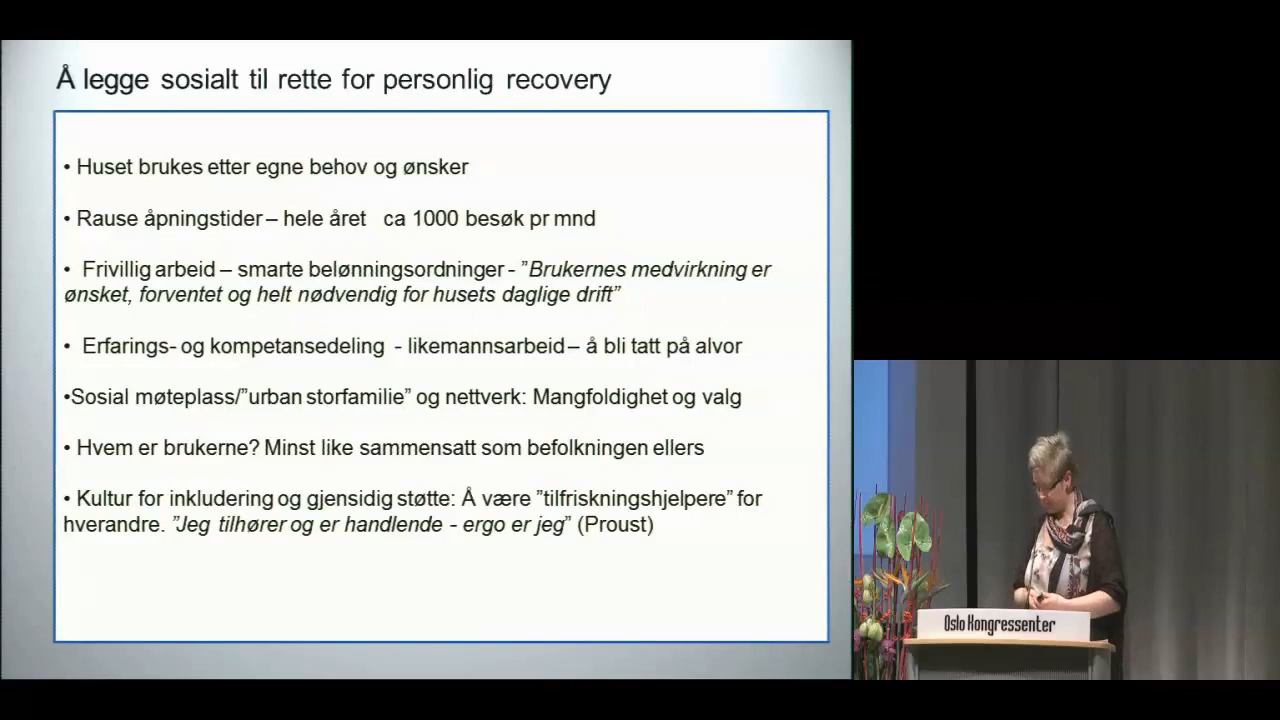 Å legge sosialt til rette for personlig recovery
• Huset brukes etter egne behov og ønsker
• Rause åpningstider – hele året ca 1000 besøk pr mnd
• Frivillig arbeid – smarte belønningsordninger - ”Brukernes medvirkning er
ønsket, forventet og helt nødvendig for husets daglige drift”
• Erfarings- og kompetansedeling - likemannsarbeid – å bli tatt på alvor
•Sosial møteplass/”urban storfamilie” og nettverk: Mangfoldighet og valg
• Hvem er brukerne? Minst like sammensatt som befolkningen ellers
• Kultur for inkludering og gjensidig støtte: Å være ”tilfriskningshjelpere” for
hverandre. ”Jeg tilhører og er handlende - ergo er jeg” (Proust)
Oslo Kongressenter